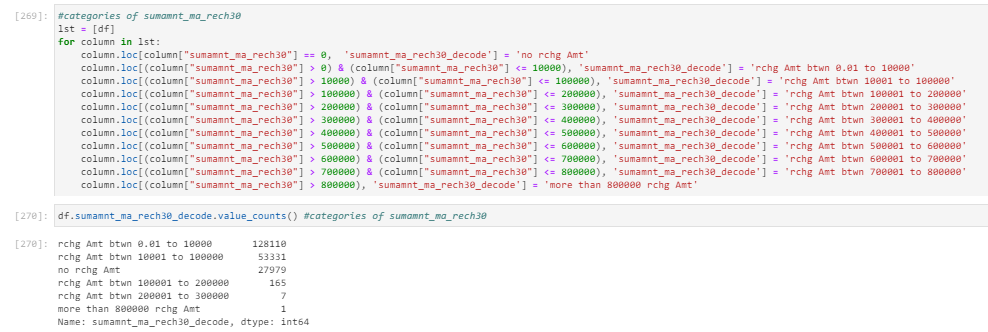 [269]: #categories of sumamnt_ma_rech30
lst = [df]
for column in lst:
    column.loc[column["sumamnt_ma_rech30"] == 0,  'sumamnt_ma_rech30_decode'] = 'no rchg Amt'
    column.loc[(column["sumamnt_ma_rech30"] > 0) & (column["sumamnt_ma_rech30"] <= 10000), 'sumamnt_ma_rech30_decode'] = 'rchg Amt btwn 0.01 to 10000'
    column.loc[(column["sumamnt_ma_rech30"] > 10000) & (column["sumamnt_ma_rech30"] <= 100000), 'sumamnt_ma_rech30_decode'] = 'rchg Amt btwn 10001 to 100000'
    column.loc[(column["sumamnt_ma_rech30"] > 100000) & (column["sumamnt_ma_rech30"] <= 200000), 'sumamnt_ma_rech30_decode'] = 'rchg Amt btwn 100001 to 200000'
    column.loc[(column["sumamnt_ma_rech30"] > 200000) & (column["sumamnt_ma_rech30"] <= 300000), 'sumamnt_ma_rech30_decode'] = 'rchg Amt btwn 200001 to 300000'
    column.loc[(column["sumamnt_ma_rech30"] > 300000) & (column["sumamnt_ma_rech30"] <= 400000), 'sumamnt_ma_rech30_decode'] = 'rchg Amt btwn 300001 to 400000'
    column.loc[(column["sumamnt_ma_rech30"] > 400000) & (column["sumamnt_ma_rech30"] <= 500000), 'sumamnt_ma_rech30_decode'] = 'rchg Amt btwn 400001 to 500000'
    column.loc[(column["sumamnt_ma_rech30"] > 500000) & (column["sumamnt_ma_rech30"] <= 600000), 'sumamnt_ma_rech30_decode'] = 'rchg Amt btwn 500001 to 600000'
    column.loc[(column["sumamnt_ma_rech30"] > 600000) & (column["sumamnt_ma_rech30"] <= 700000), 'sumamnt_ma_rech30_decode'] = 'rchg Amt btwn 600001 to 700000'
    column.loc[(column["sumamnt_ma_rech30"] > 700000) & (column["sumamnt_ma_rech30"] <= 800000), 'sumamnt_ma_rech30_decode'] = 'rchg Amt btwn 700001 to 800000'
    column.loc[(column["sumamnt_ma_rech30"] > 800000), 'sumamnt_ma_rech30_decode'] = 'more than 800000 rchg Amt'
[270]: df.sumamnt_ma_rech30_decode.value_counts() #categories of sumamnt_ma_rech30
[270]: rchg Amt btwn 0.01 to 10000       128110
rchg Amt btwn 10001 to 100000      53331
no rchg Amt                        27979
rchg Amt btwn 100001 to 200000       165
rchg Amt btwn 200001 to 300000         7
more than 800000 rchg Amt              1
Name: sumamnt_ma_rech30_decode, dtype: int64